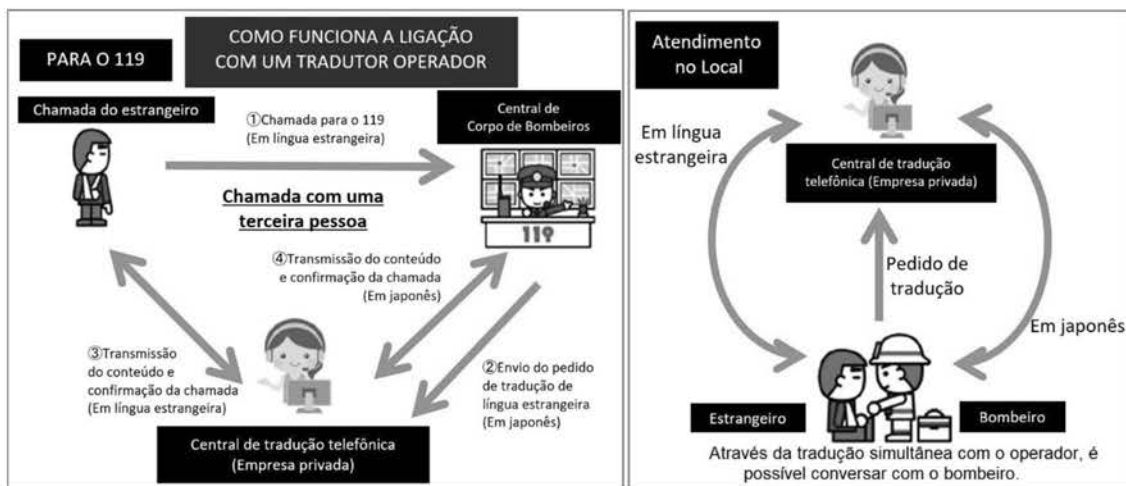 PARA O 119
COMO FUNCIONA A LIGAÇÃO
COM UM TRADUTOR OPERADOR
Chamada do estrangeiro
①Chamada para o 119
(Em língua estrangeira)
Central de
Corpo de Bombeiros
Chamada com uma
terceira pessoa
119
④Transmissão do conteúdo
e confirmação da chamada
(Em japonês)
③Transmissão
do conteúdo e
confirmação da chamada
(Em língua estrangeira)
②Envio do pedido
de tradução de
língua estrangeira
(Em japonês)
Central de tradução telefônica
(Empresa privada)
Atendimento
no Local
Em língua
estrangeira
Central de tradução
telefônica (Empresa privada)
Pedido de
tradução
Em japonês
Estrangeiro
Bombeiro
Através da tradução simultânea com o operador, é
possível conversar com o bombeiro.